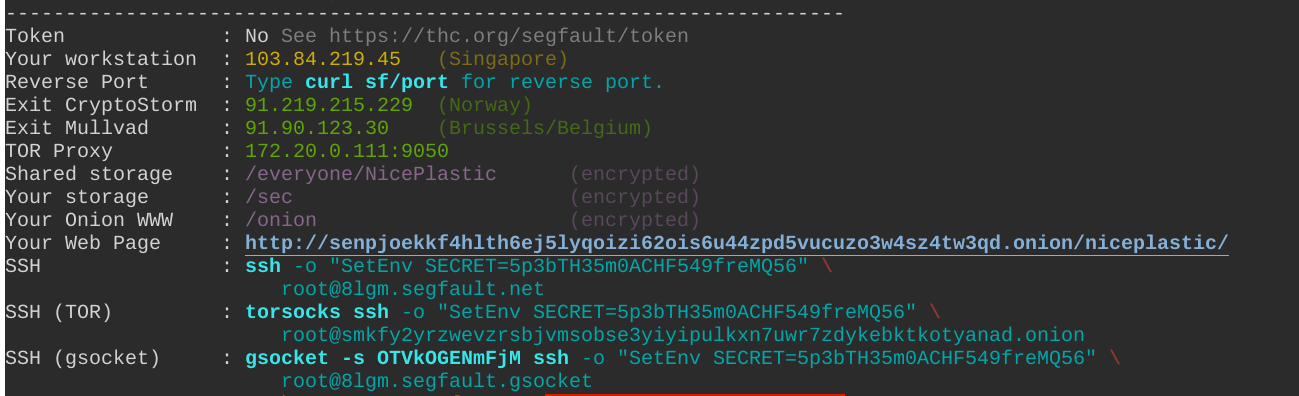 ----------------------------------------------------------------------
Token : No See https://thc.org/segfault/token
Your workstation : 103.84.219.45 (Singapore)
Reverse Port : Type curl sf/port for reverse port.
Exit CryptoStorm : 91.219.215.229 (Norway)
Exit Mullvad : 91.90.123.30 (Brussels/Belgium)
TOR Proxy : 172.20.0.111:9050
Shared storage : /everyone/NicePlastic (encrypted)
Your storage : /sec (encrypted)
Your Onion WWW : /onion (encrypted)
Your Web Page : http://senpjoekkf4hlth6ej5lyqoizi62ois6u44zpd5vucuzo3w4sz4tw3qd.onion/niceplastic/
SSH : ssh -o "SetEnv SECRET=5p3bTH35m0ACHF549freMQ56" \
root@8lgm.segfault.net
SSH (TOR) : torsocks ssh -o "SetEnv SECRET=5p3bTH35m0ACHF549freMQ56" \
root@smkfy2yrzwevzrsbjvmsobse3yiyipulkxn7uwr7zdykebktkotyanad.onion
SSH (gsocket) : gsocket -s OTVkOGENmFjM ssh -o "SetEnv SECRET=5p3bTH35m0ACHF549freMQ56" \
root@8lgm.segfault.gsocket